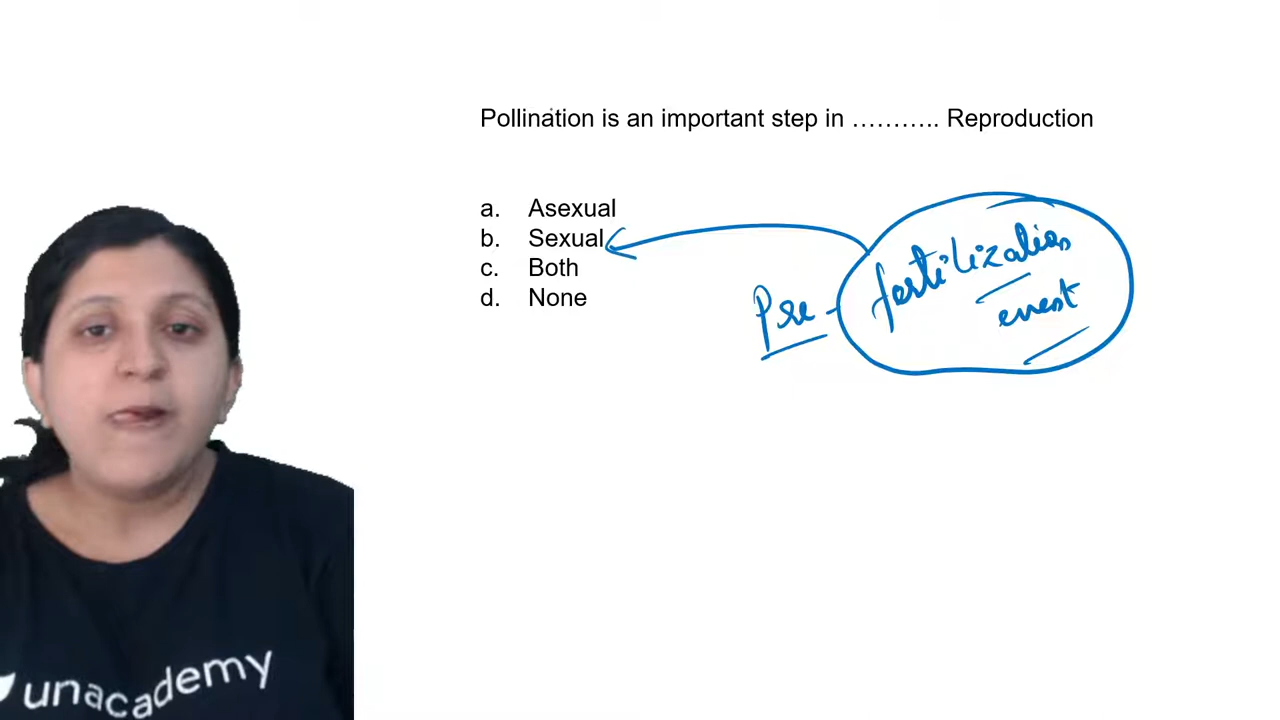 Pollination is an important step in ……….. Reproduction
a. Asexual
b. Sexual
c. Both
d. None
Pre - fertilization
event
unacademy